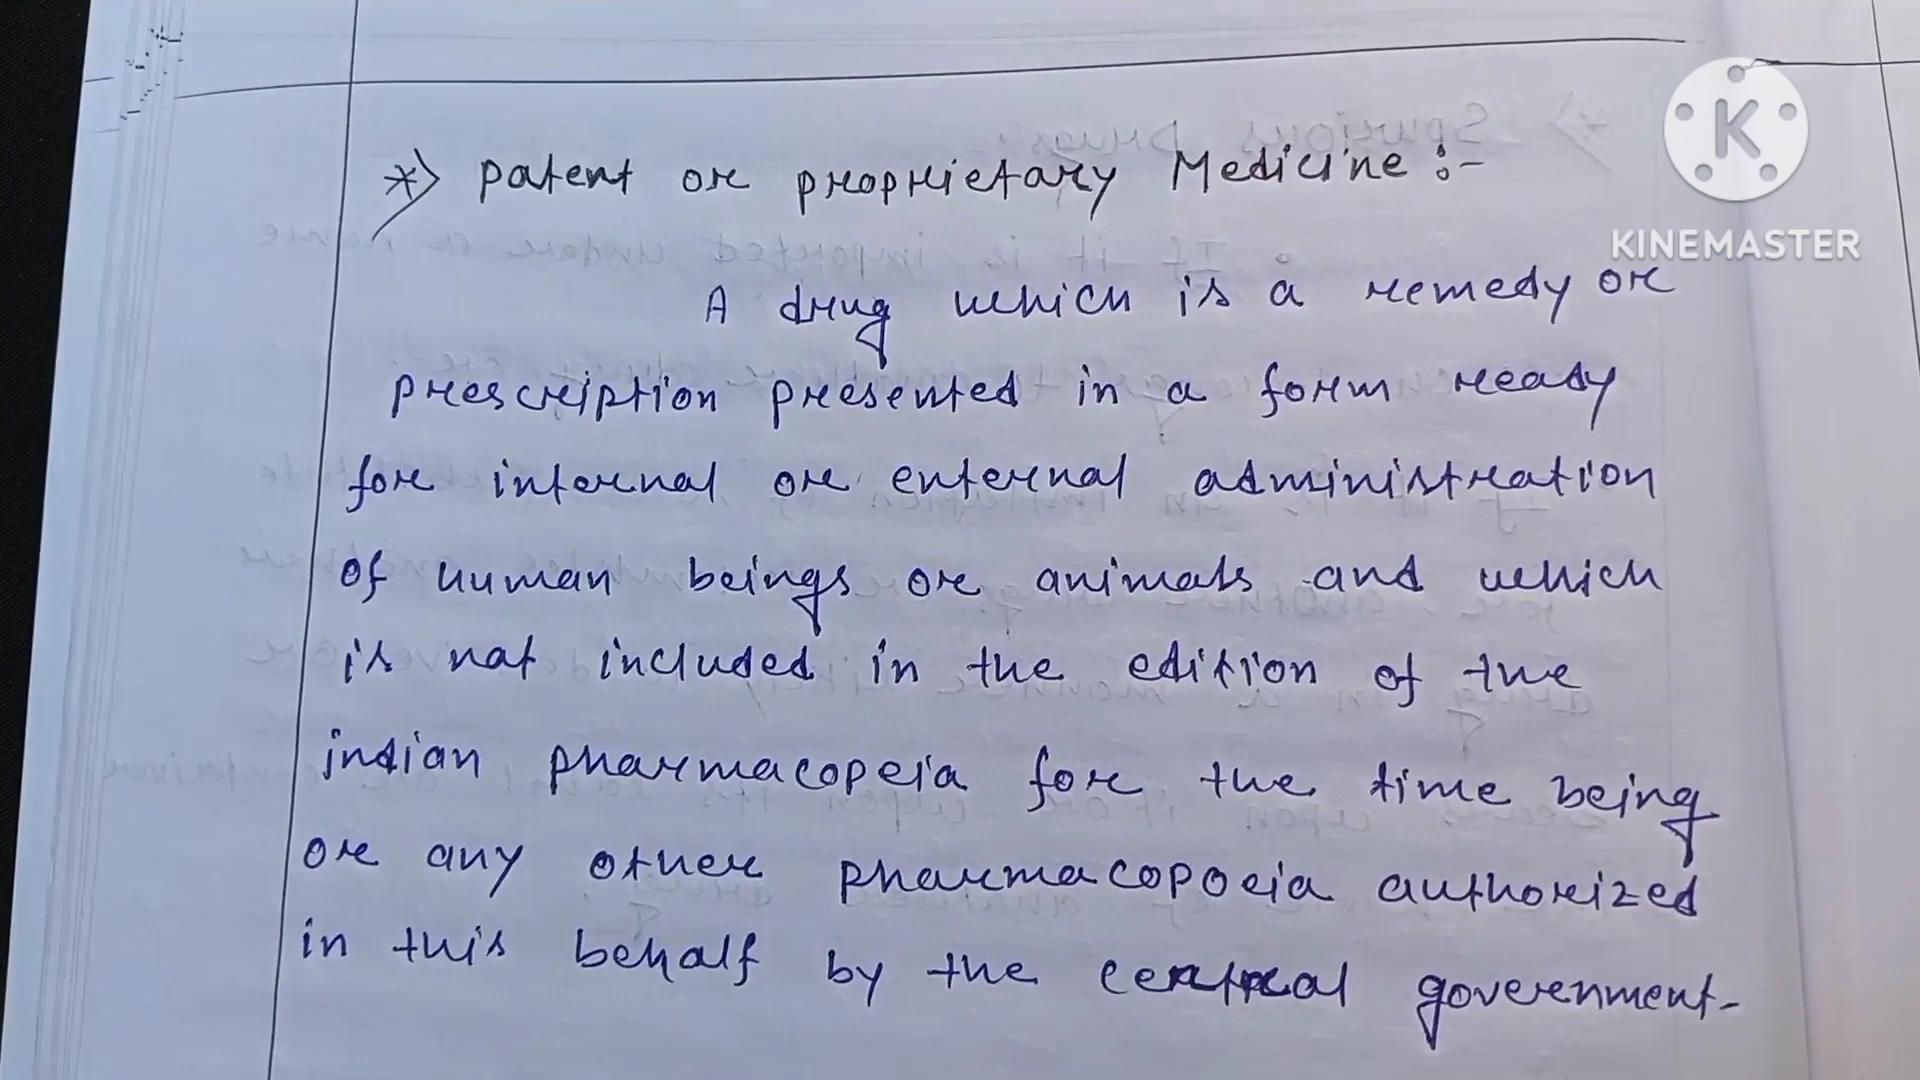 *) Patent or proprietary Medicine :-
K
KINEMASTER
A drug which is a remedy or
prescription presented in a form ready
for internal or enternal administration
of human beings or animals and which
is not included in the edition of the
indian pharmacopeia for the time being
or any other pharmacopoeia authorized
in this behalf by the central government-